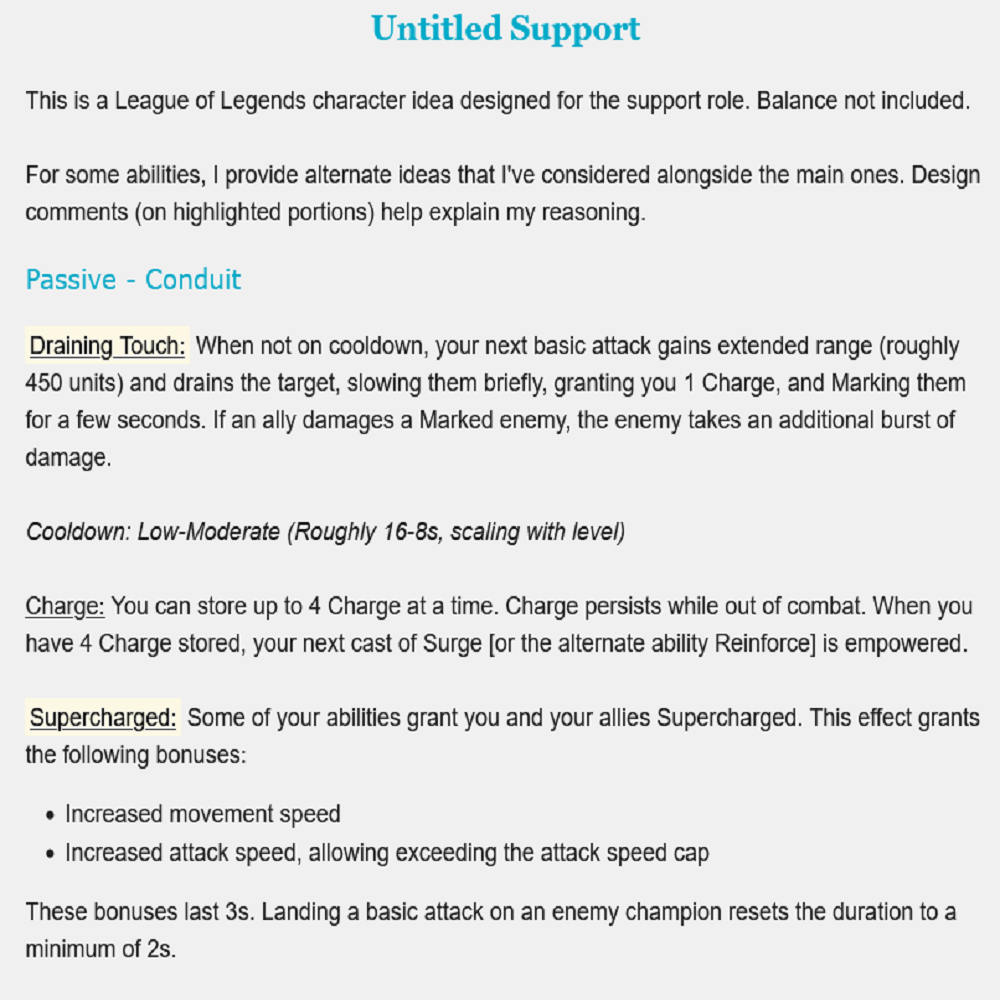 Untitled Support
This is a League of Legends character idea designed for the support role. Balance not included.
For some abilities, I provide alternate ideas that I've considered alongside the main ones. Design
comments (on highlighted portions) help explain my reasoning.
Passive - Conduit
Draining Touch: When not on cooldown, your next basic attack gains extended range (roughly
450 units) and drains the target, slowing them briefly, granting you 1 Charge, and Marking them
for a few seconds. If an ally damages a Marked enemy, the enemy takes an additional burst of
damage.
Cooldown: Low-Moderate (Roughly 16-8s, scaling with level)
Charge: You can store up to 4 Charge at a time. Charge persists while out of combat. When you
have 4 Charge stored, your next cast of Surge [or the alternate ability Reinforce] is empowered.
Supercharged: Some of your abilities grant you and your allies Supercharged. This effect grants
the following bonuses:
• Increased movement speed
• Increased attack speed, allowing exceeding the attack speed cap
These bonuses last 3s. Landing a basic attack on an enemy champion resets the duration to a
minimum of 2s.